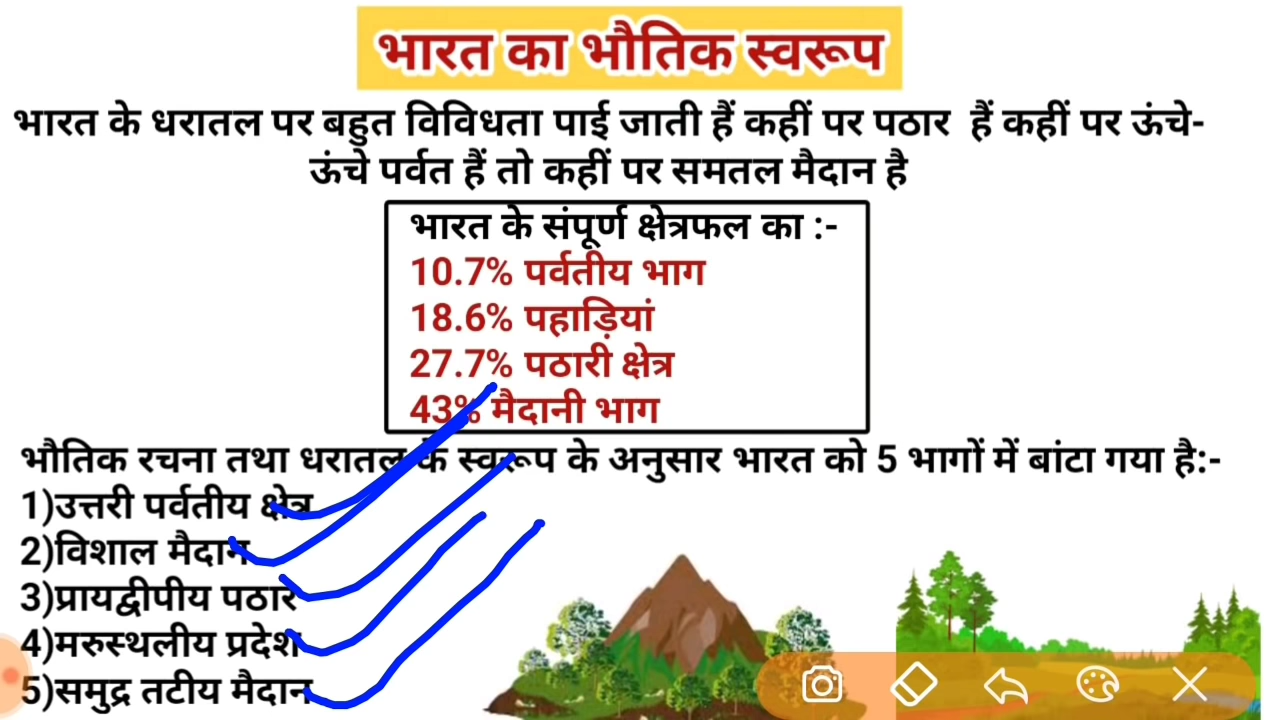 भारत का भौतिक स्वरूप
भारत के धरातल पर बहुत विविधता पाई जाती हैं कहीं पर पठार हैं कहीं पर ऊंचे-
ऊंचे पर्वत हैं तो कहीं पर समतल मैदान है
भारत के संपूर्ण क्षेत्रफल का :-
10.7% पर्वतीय भाग
18.6% पहाड़ियां
27.7% पठारी क्षेत्र
43% मैदानी भाग
भौतिक रचना तथा धरातल के स्वरूप के अनुसार भारत को 5 भागों में बांटा गया है:-
1)उत्तरी पर्वतीय क्षेत्र
2)विशाल मैदान
3)प्रायद्वीपीय पठार
4)मरुस्थलीय प्रदेश
5)समुद्र तटीय मैदान